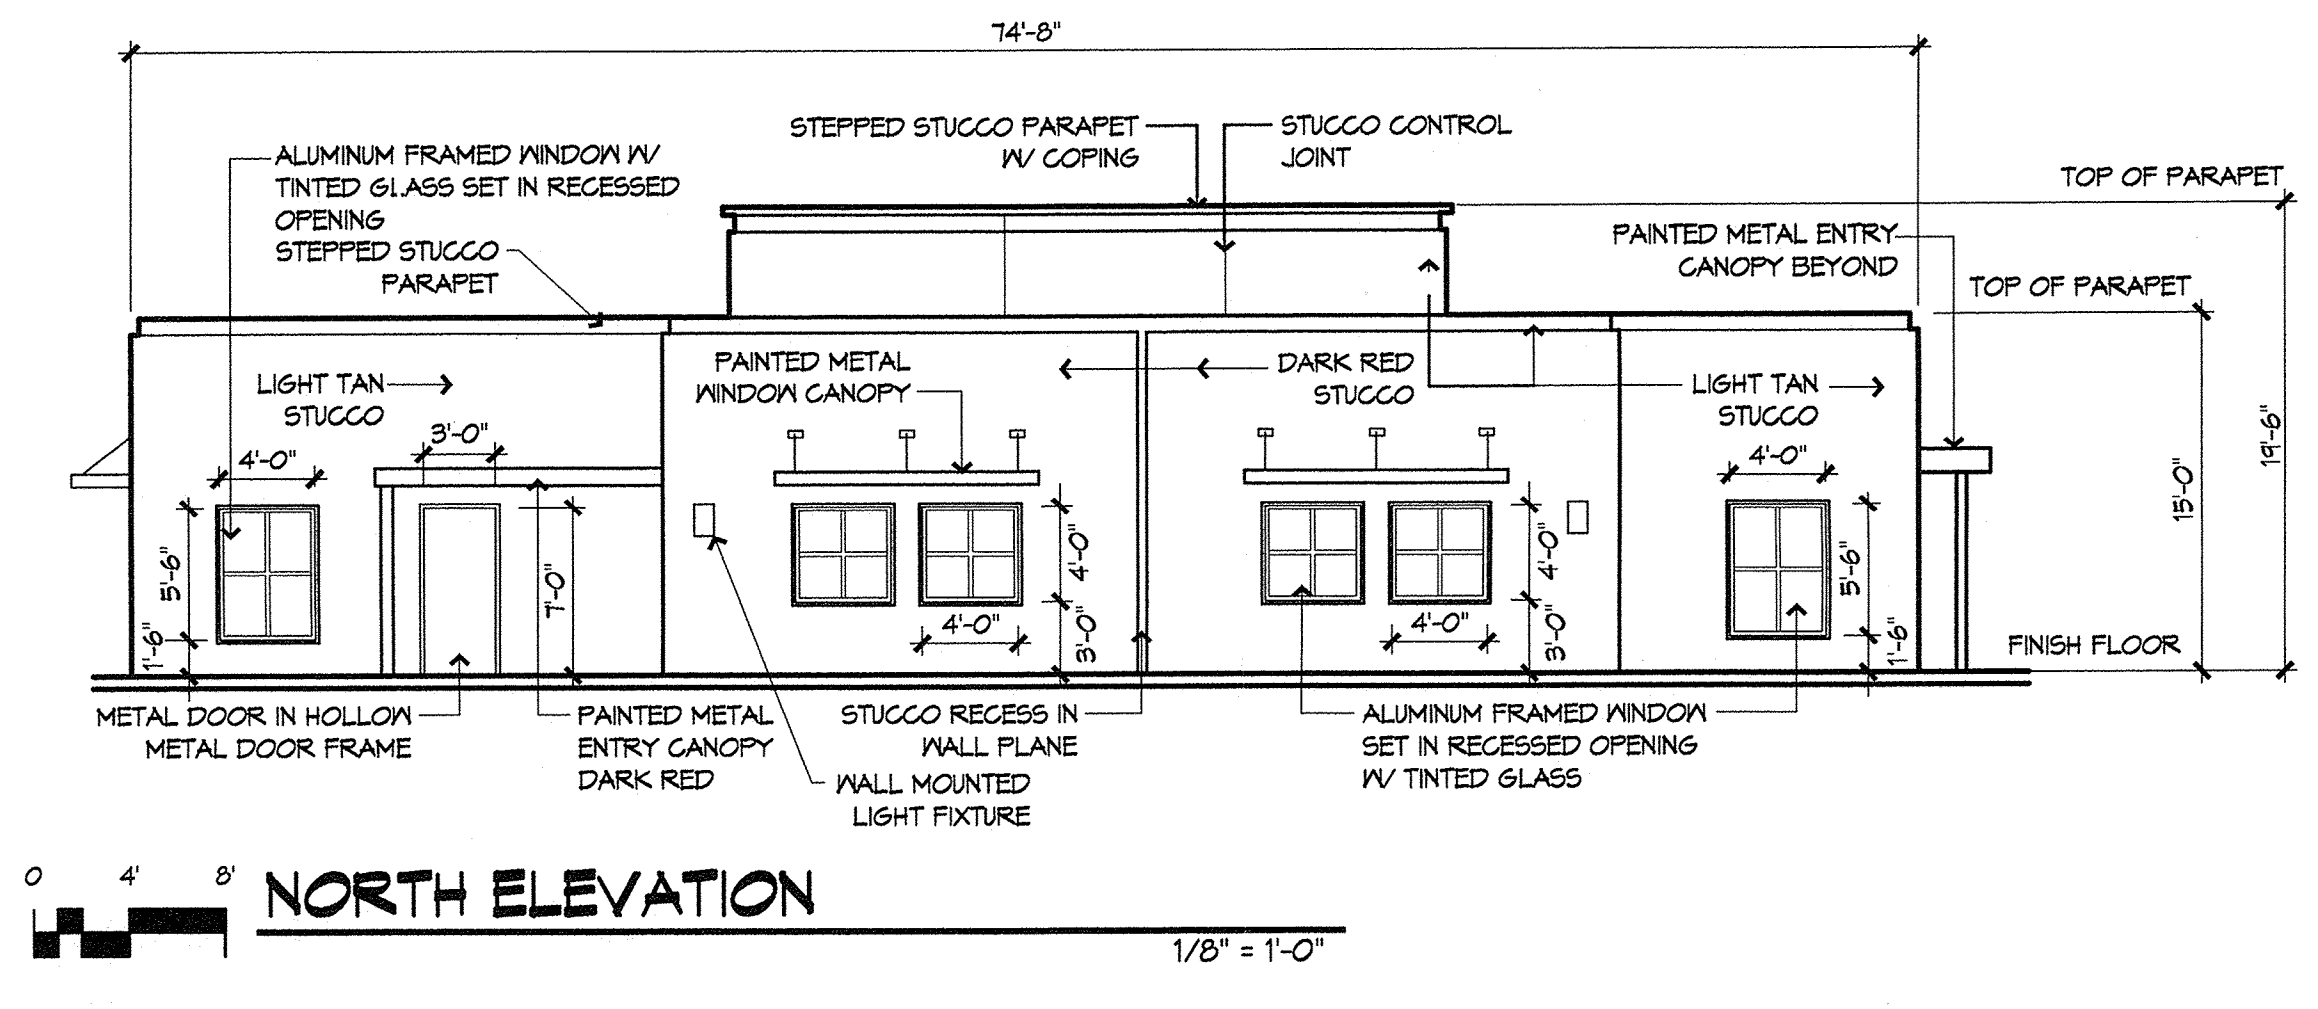 74'-8"
STEPPED STUCCO PARAPET
W/ COPING
STUCCO CONTROL
JOINT
ALUMINUM FRAMED WINDOW W/
TINTED GLASS SET IN RECESSED
OPENING
STEPPED STUCCO
PARAPET
TOP OF PARAPET
PAINTED METAL ENTRY
CANOPY BEYOND
TOP OF PARAPET
LIGHT TAN
STUCCO
PAINTED METAL
WINDOW CANOPY
DARK RED
STUCCO
LIGHT TAN
STUCCO
3'-0"
4'-0"
4'-0"
19'-6"
15'-0"
5'-6"
1'-6"
7'-0"
4'-0"
3'-0"
4'-0"
4'-0"
3'-0"
4'-0"
5'-6"
1'-6"
FINISH FLOOR
METAL DOOR IN HOLLOW
METAL DOOR FRAME
PAINTED METAL
ENTRY CANOPY
DARK RED
STUCCO RECESS IN
WALL PLANE
WALL MOUNTED
LIGHT FIXTURE
ALUMINUM FRAMED WINDOW
SET IN RECESSED OPENING
W/ TINTED GLASS
0 4' 8'
NORTH ELEVATION
1/8" = 1'-0"